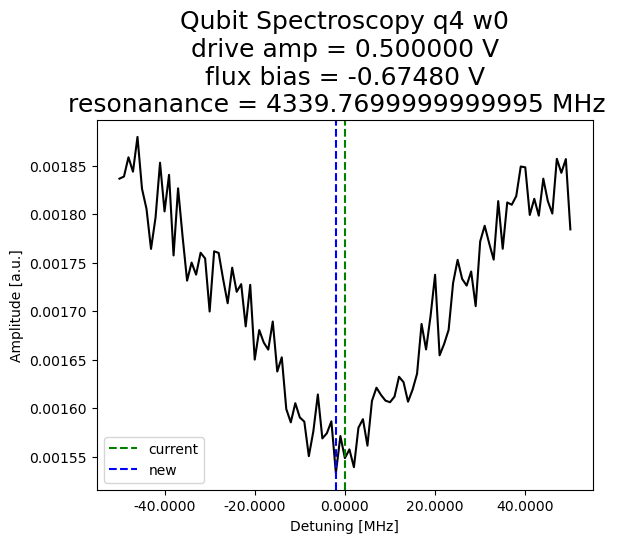 Qubit Spectroscopy q4 w0
drive amp = 0.500000 V
flux bias = -0.67480 V
resonanance = 4339.7699999999995 MHz
Amplitude [a.u.]
0.00185
0.00180
0.00175
0.00170
0.00165
0.00160
0.00155
current
new
-40.0000 -20.0000 0.0000 20.0000 40.0000
Detuning [MHz]